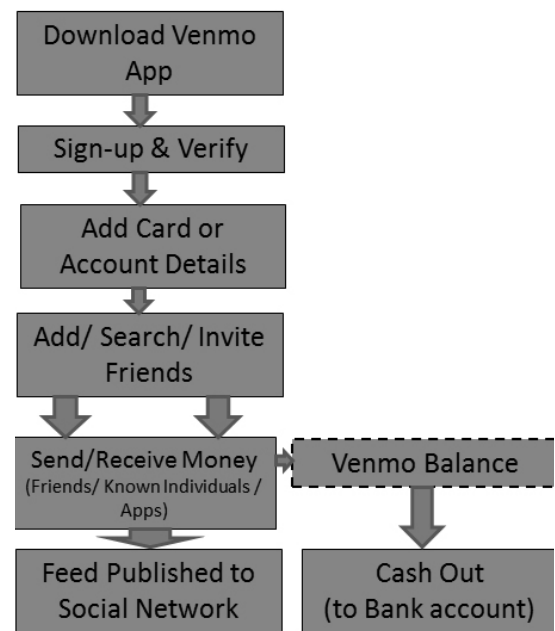 Download Venmo
App
Sign-up & Verify
Add Card or
Account Details
Add/ Search/ Invite
Friends
Send/Receive Money
(Friends/ Known Individuals /
Apps)
Venmo Balance
Feed Published to
Social Network
Cash Out
(to Bank account)